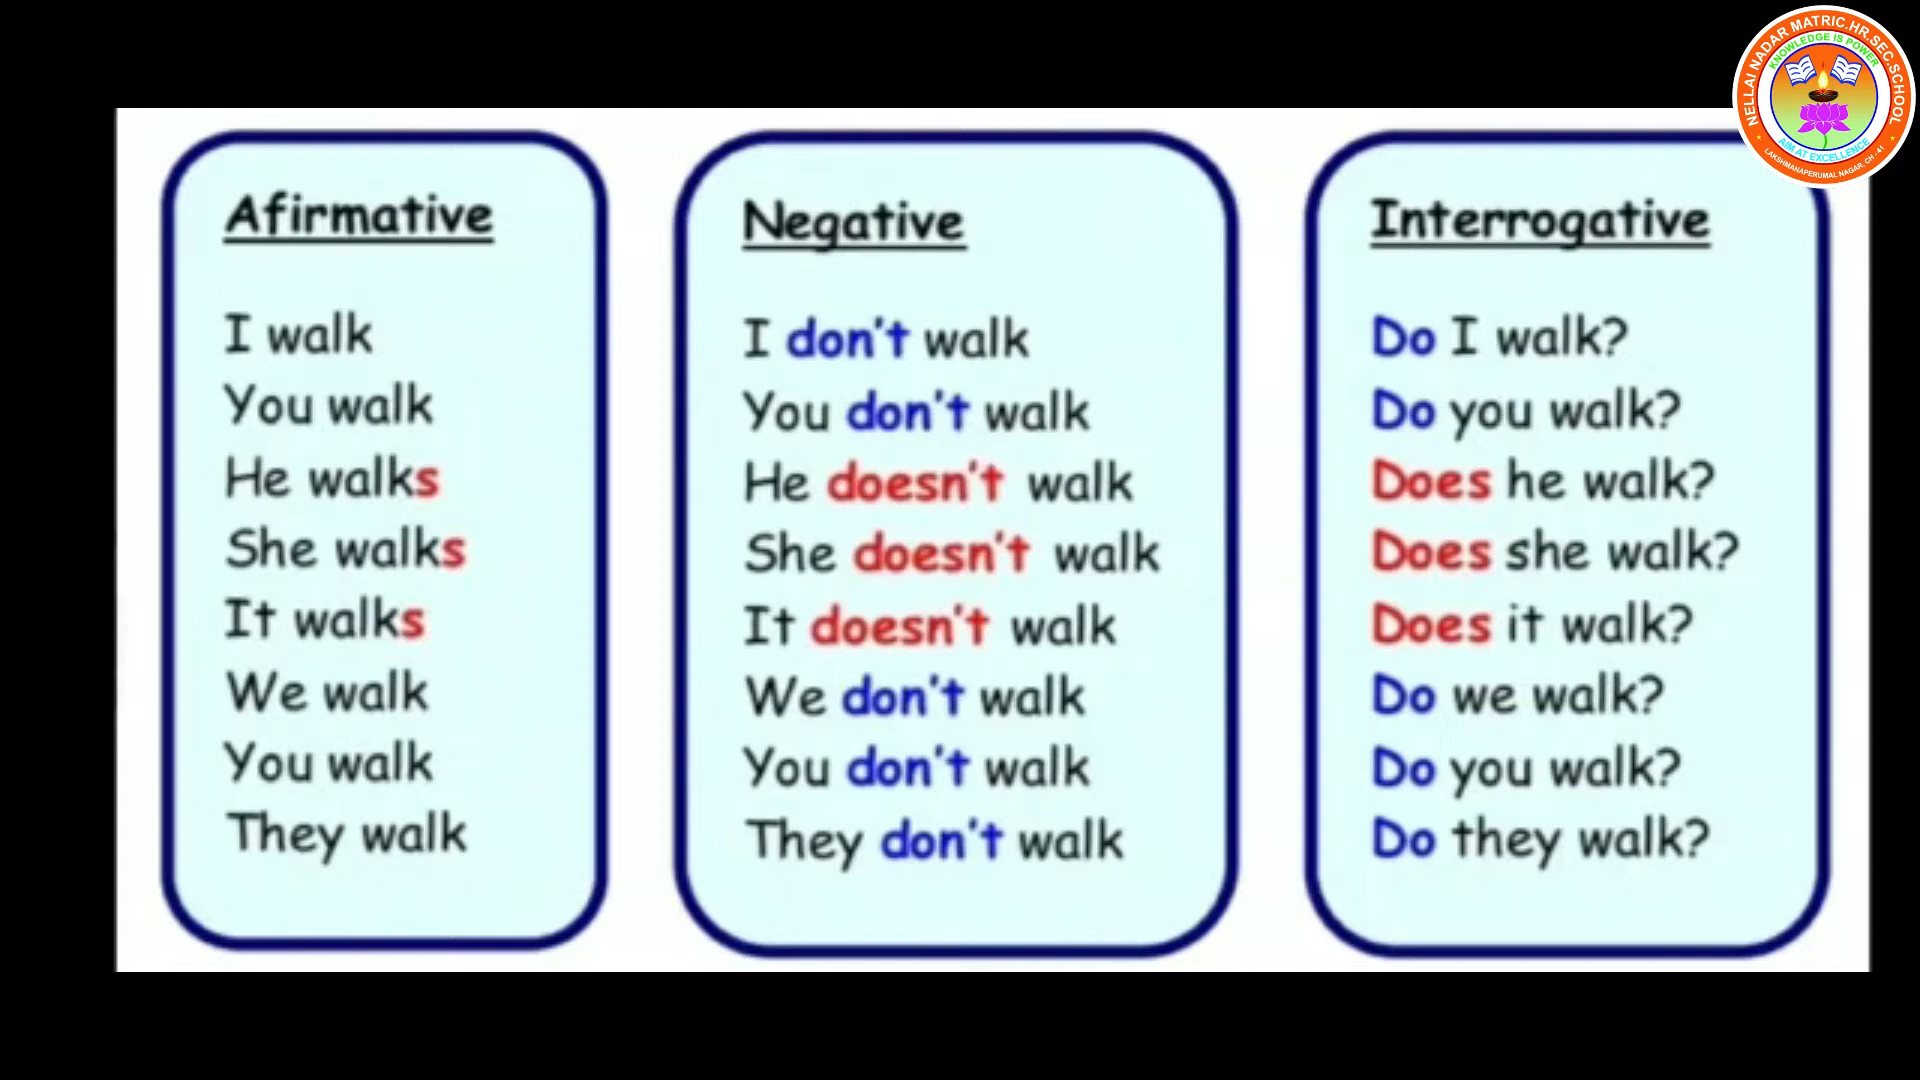 NELLAI NADAR MATRIC.HR.SEC.SCHOOL
KNOWLEDGE IS POWER
AIM AT EXCELLENCE
LAKSHMANAPERUMAL NAGAR, CH - 41
Afirmative
I walk
You walk
He walks
She walks
It walks
We walk
You walk
They walk
Negative
I don't walk
You don't walk
He doesn't walk
She doesn't walk
It doesn't walk
We don't walk
You don't walk
They don't walk
Interrogative
Do I walk?
Do you walk?
Does he walk?
Does she walk?
Does it walk?
Do we walk?
Do you walk?
Do they walk?